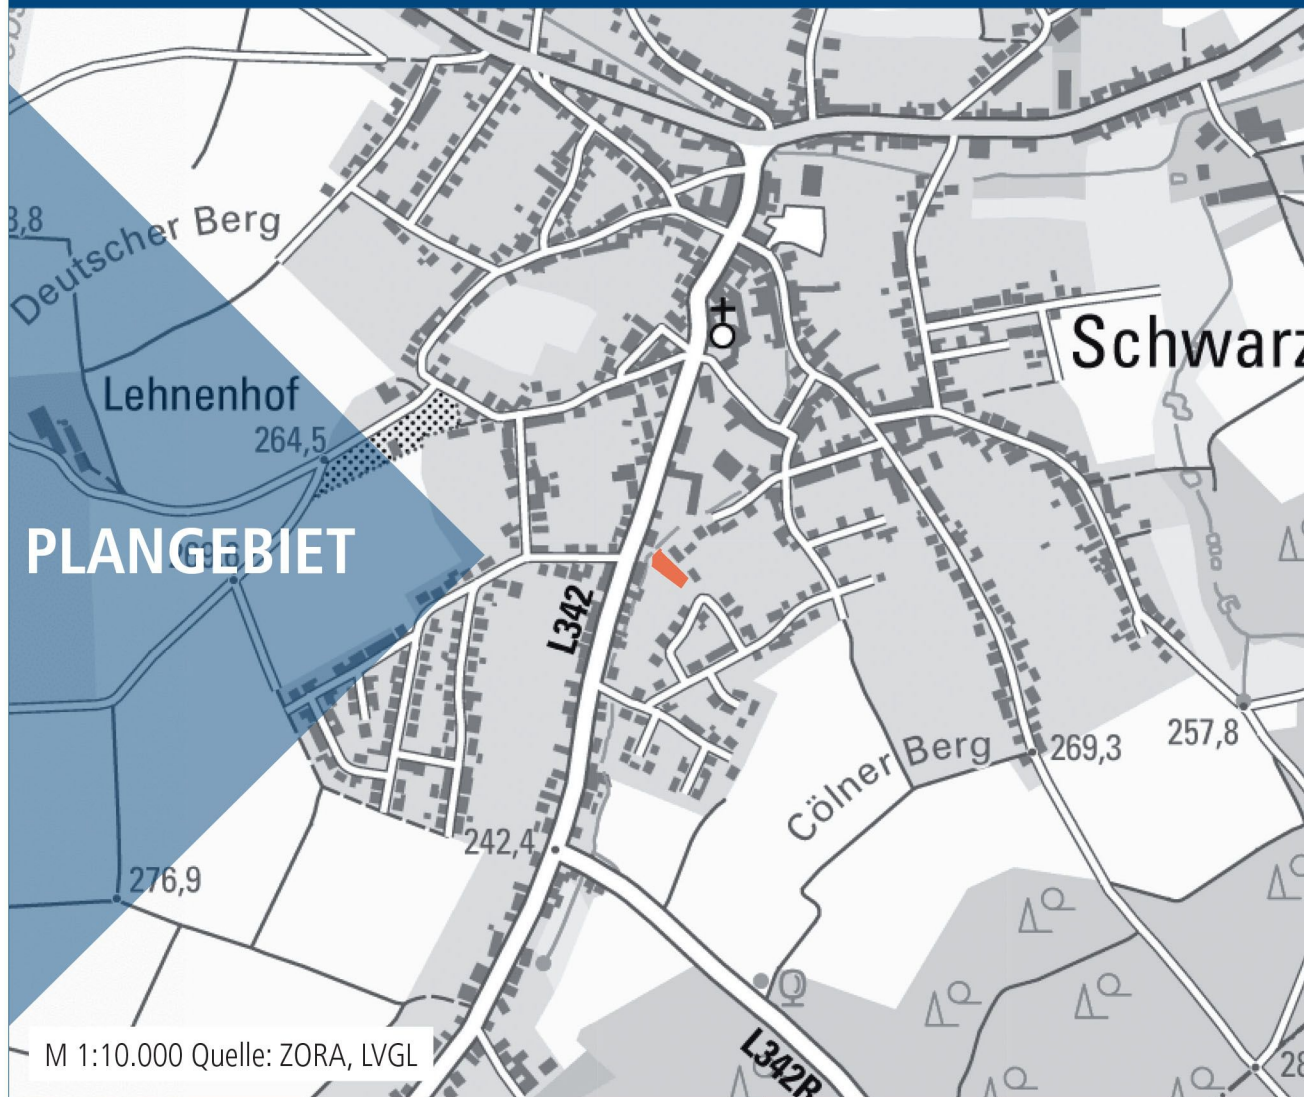 3,8
Deutscher Berg
Lehnenhof
264,5
Schwarz
PLANGEBIET
L342
Cölner Berg
269,3
257,8
242,4
276,9
M 1:10.000 Quelle: ZORA, LVGL
L342R
28